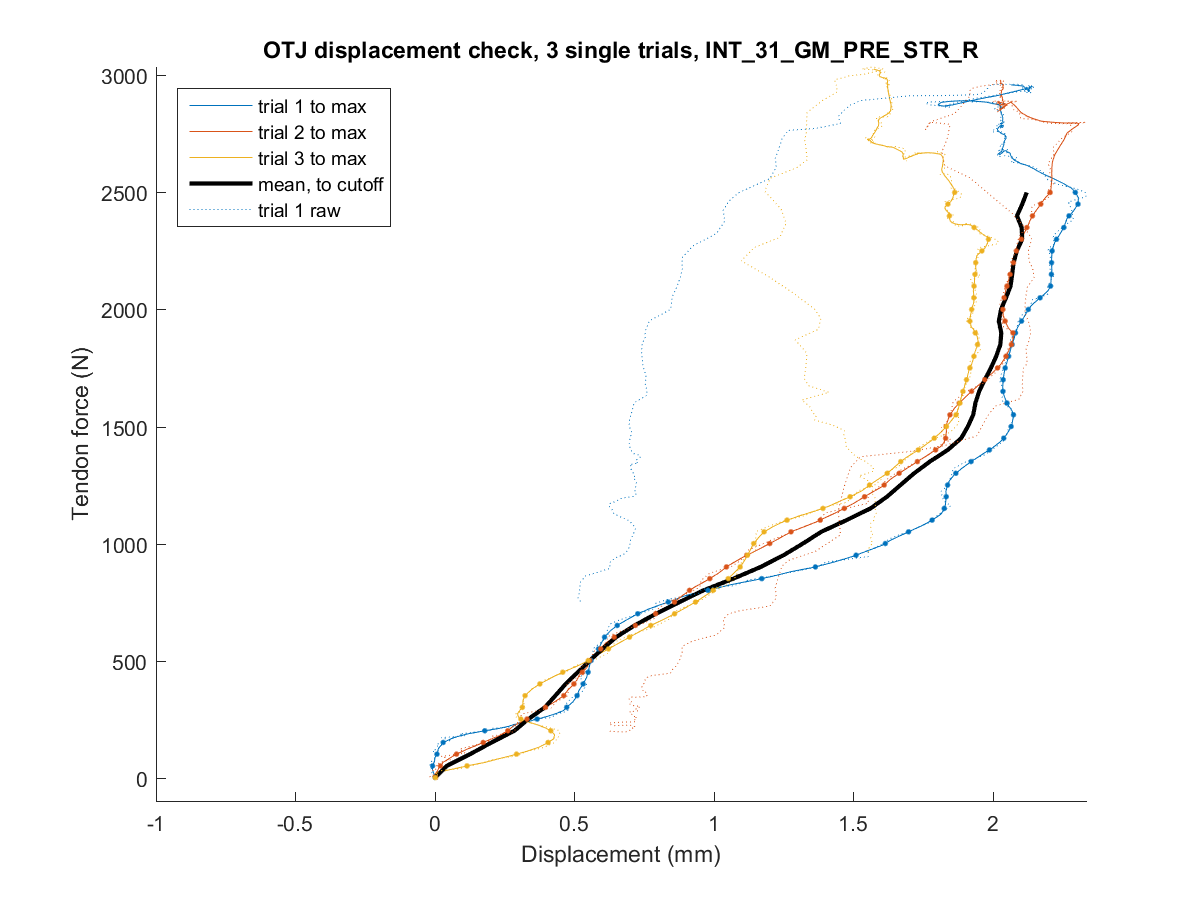 OTJ displacement check, 3 single trials, INT_31_GM_PRE_STR_R
3000
2500
2000
1500
1000
500
0
Tendon force (N)
trial 1 to max
trial 2 to max
trial 3 to max
mean, to cutoff
trial 1 raw
-1
-0.5
0
0.5
1
1.5
2
Displacement (mm)